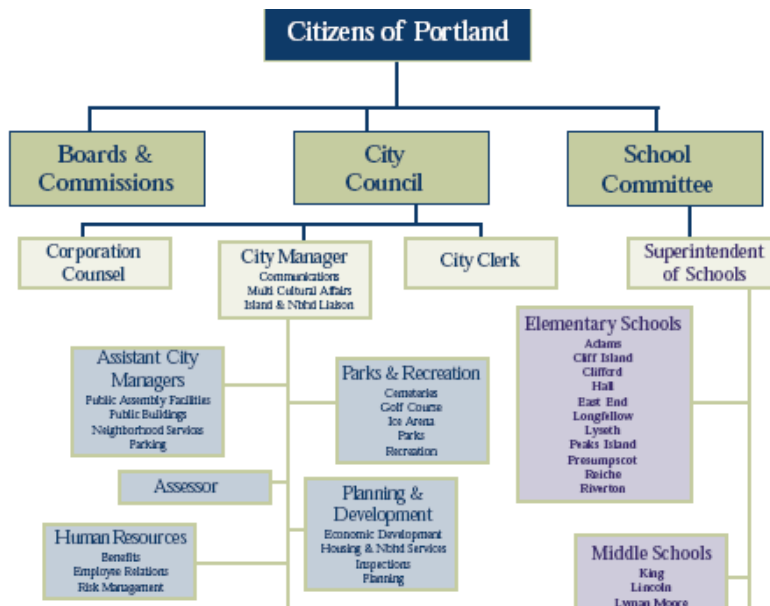 Citizens of Portland
Boards &
Commissions
City
Council
School
Committee
Corporation
Counsel
City Manager
Communications
Multi Cultural Affairs
Island & Nbhd Liaison
City Clerk
Superintendent
of Schools
Assistant City
Managers
Public Assembly Facilities
Public Buildings
Neighborhood Services
Parking
Parks & Recreation
Cemeteries
Golf Course
Ice Arena
Parks
Recreation
Elementary Schools
Adams
Cliff Island
Clifford
Hall
East End
Longfellow
Lyseth
Peaks Island
Presumpscot
Reiche
Riverton
Assessor
Planning &
Development
Economic Development
Housing & Nbhd Services
Inspections
Planning
Human Resources
Benefits
Employee Relations
Risk Management
Middle Schools
King
Lincoln
Lyman Moore